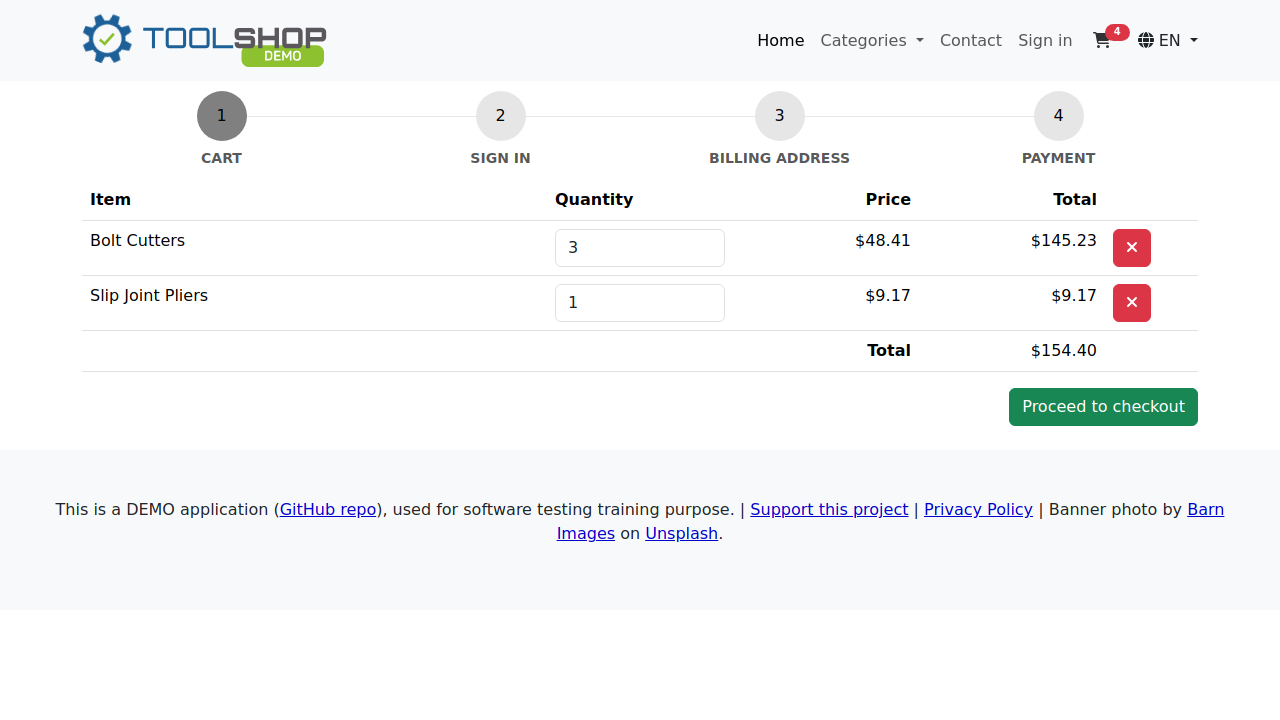 TOOLSHOP
DEMO
Home Categories Contact Sign in 4 EN
1 2 3 4
CART SIGN IN BILLING ADDRESS PAYMENT
Item Quantity Price Total
Bolt Cutters 3 $48.41 $145.23
Slip Joint Pliers 1 $9.17 $9.17
Total $154.40
Proceed to checkout
This is a DEMO application (GitHub repo), used for software testing training purpose. | Support this project | Privacy Policy | Banner photo by Barn
Images on Unsplash.